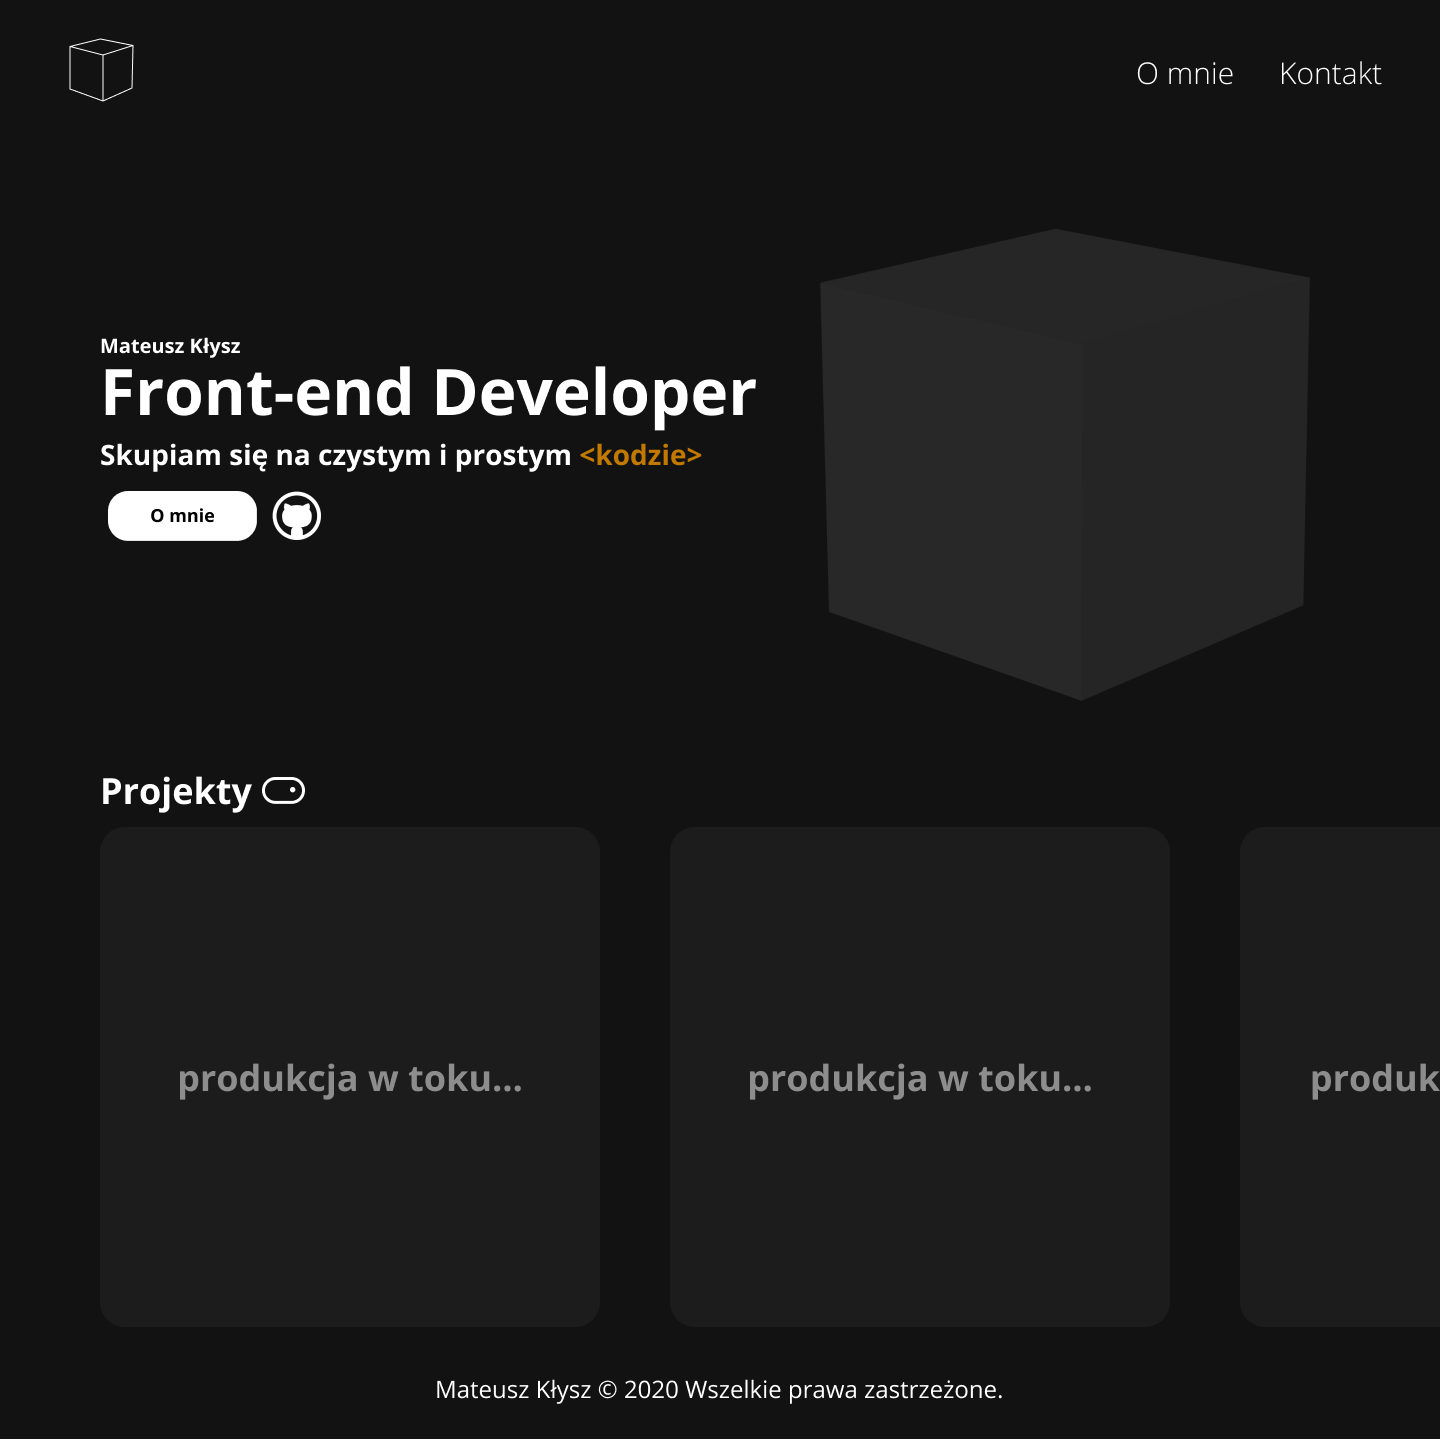 O mnie Kontakt
Mateusz Kłysz
Front-end Developer
Skupiam się na czystym i prostym <kodzie>
O mnie
Projekty
produkcja w toku...
produkcja w toku...
produk
Mateusz Kłysz © 2020 Wszelkie prawa zastrzeżone.